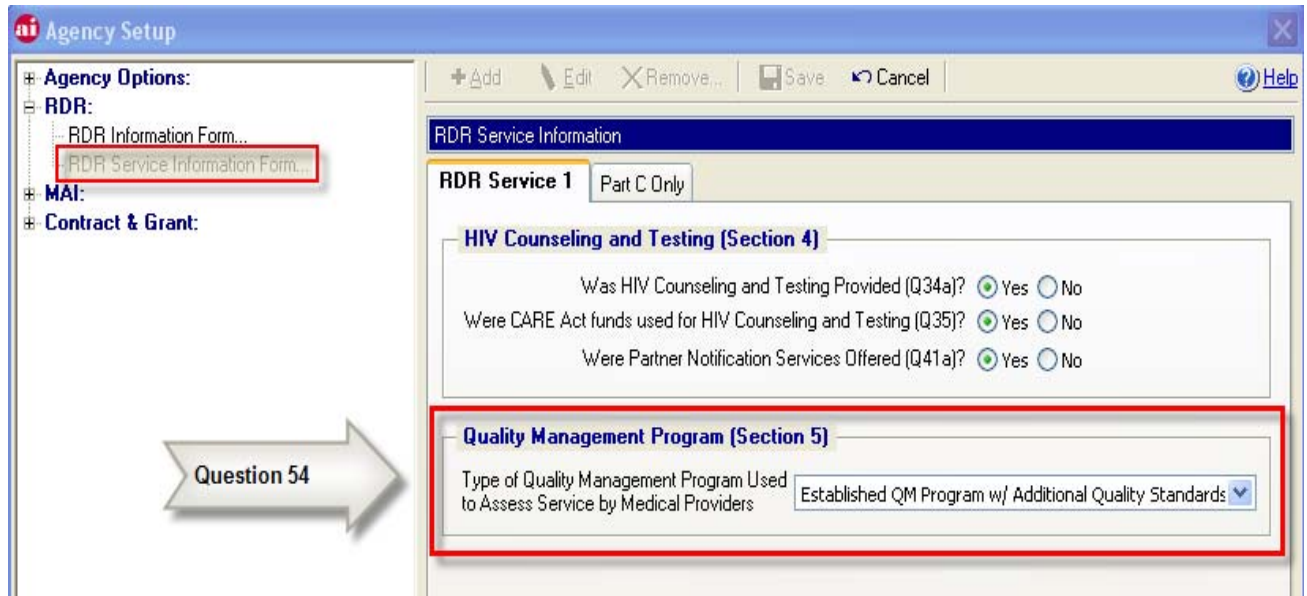 ai Agency Setup
Agency Options:
RDR:
RDR Information Form...
RDR Service Information Form...
MAI:
Contract & Grant:
Add Edit Remove... Save Cancel Help
RDR Service Information
RDR Service 1 Part C Only
HIV Counseling and Testing (Section 4)
Was HIV Counseling and Testing Provided (Q34a)? Yes No
Were CARE Act funds used for HIV Counseling and Testing (Q35)? Yes No
Were Partner Notification Services Offered (Q41a)? Yes No
Quality Management Program (Section 5)
Type of Quality Management Program Used
to Assess Service by Medical Providers
Established QM Program w/ Additional Quality Standards
Question 54